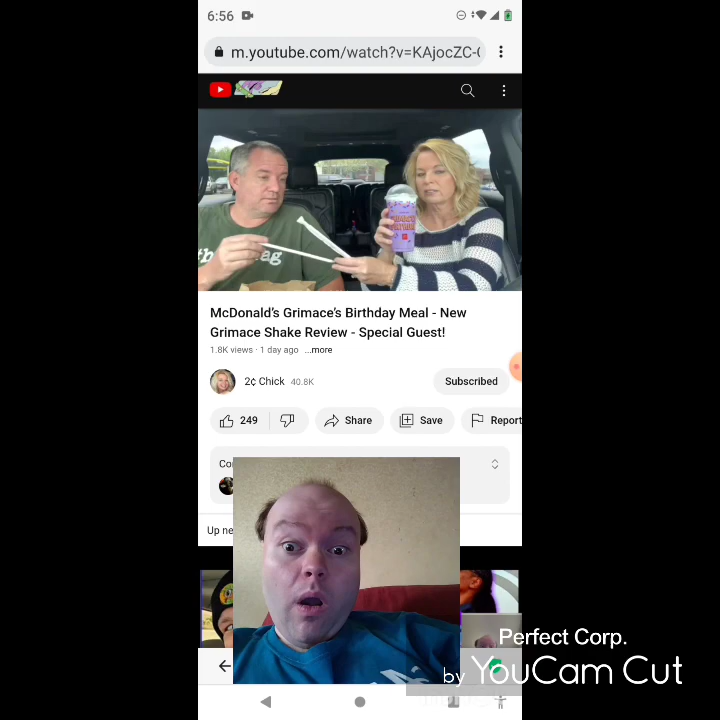 6:56
m.youtube.com/watch?v=KAjocZC-
McDonald's Grimace's Birthday Meal - New
Grimace Shake Review - Special Guest!
1.8K views · 1 day ago ...more
2¢ Chick 40.8K
Subscribed
249 Share Save Report
Up ne
Perfect Corp.
by YouCam Cut